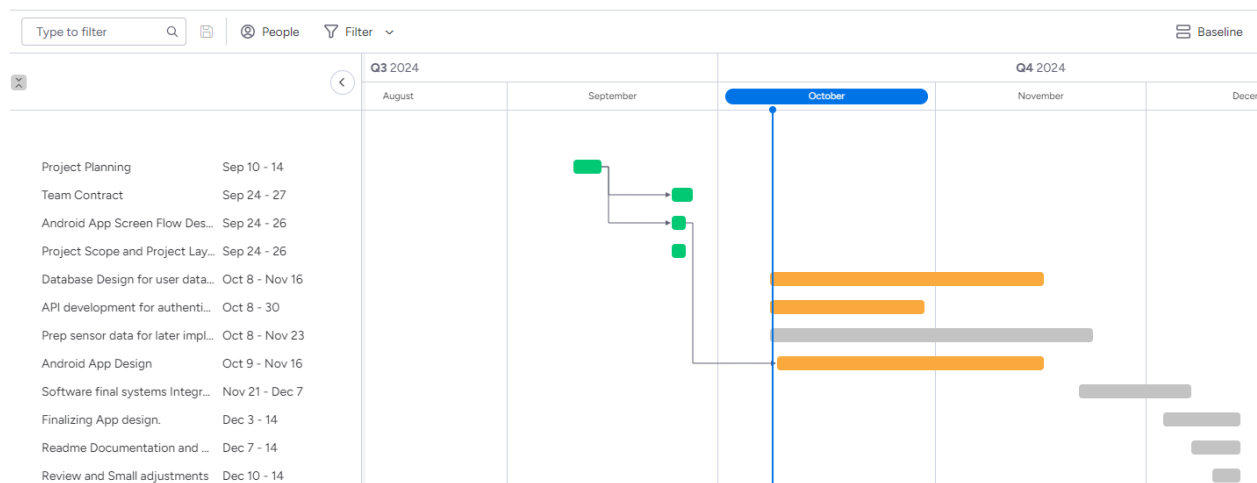 Type to filter People Filter Baseline
Q3 2024 Q4 2024
August September October November Decer
Project Planning Sep 10 - 14
Team Contract Sep 24 - 27
Android App Screen Flow Des... Sep 24 - 26
Project Scope and Project Lay... Sep 24 - 26
Database Design for user data... Oct 8 - Nov 16
API development for authenti... Oct 8 - 30
Prep sensor data for later impl... Oct 8 - Nov 23
Android App Design Oct 9 - Nov 16
Software final systems Integr... Nov 21 - Dec 7
Finalizing App design. Dec 3 - 14
Readme Documentation and ... Dec 7 - 14
Review and Small adjustments Dec 10 - 14